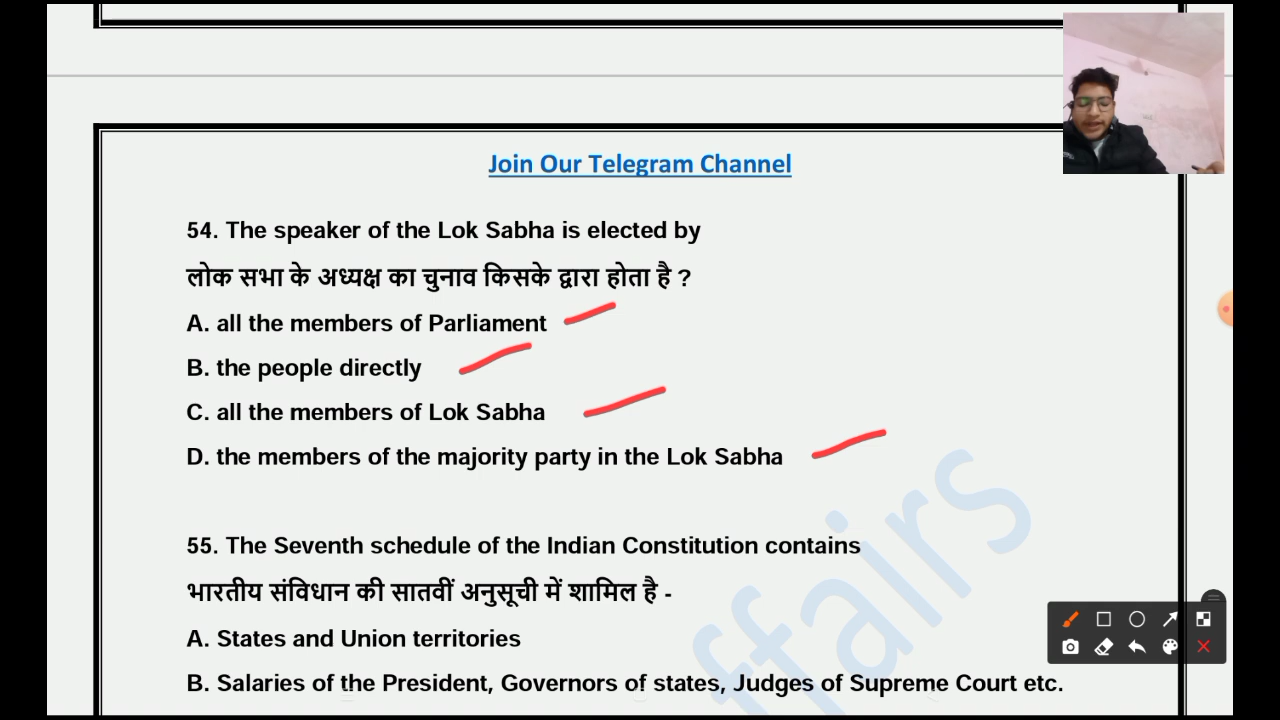 Join Our Telegram Channel
54. The speaker of the Lok Sabha is elected by
लोक सभा के अध्यक्ष का चुनाव किसके द्वारा होता है ?
A. all the members of Parliament
B. the people directly
C. all the members of Lok Sabha
D. the members of the majority party in the Lok Sabha
55. The Seventh schedule of the Indian Constitution contains
भारतीय संविधान की सातवीं अनुसूची में शामिल है -
A. States and Union territories
B. Salaries of the President, Governors of states, Judges of Supreme Court etc.
ffairs